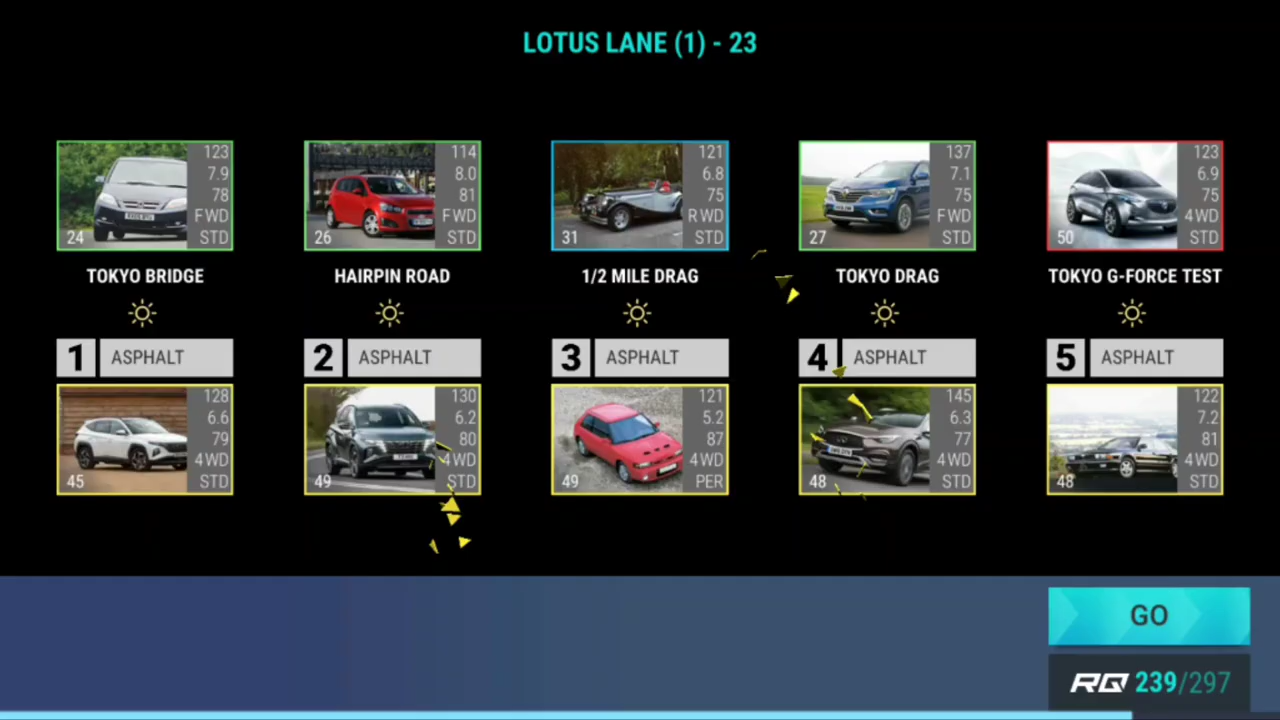 LOTUS LANE (1) - 23
123
7.9
78
FWD
STD
24
114
8.0
81
FWD
STD
26
121
6.8
75
RWD
STD
31
137
7.1
75
FWD
STD
27
123
6.9
75
4WD
STD
50
TOKYO BRIDGE
HAIRPIN ROAD
1/2 MILE DRAG
TOKYO DRAG
TOKYO G-FORCE TEST
1 ASPHALT
2 ASPHALT
3 ASPHALT
4 ASPHALT
5 ASPHALT
128
6.6
79
4WD
STD
45
130
6.2
80
4WD
STD
49
121
5.2
87
4WD
PER
49
145
6.3
77
4WD
STD
48
122
7.2
81
4WD
STD
48
GO
RQ 239/297